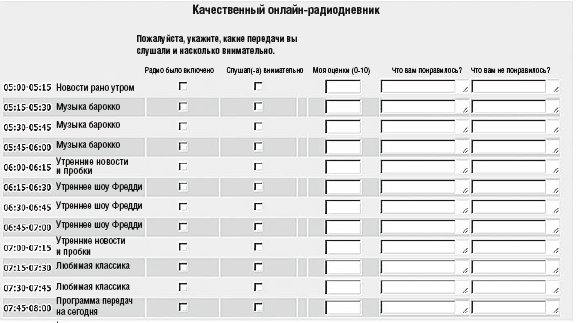 Качественный онлайн-радиодневник
Пожалуйста, укажите, какие передачи вы
слушали и насколько внимательно.
Радио было включено Слушал(-а) внимательно Моя оценки (0-10) Что вам понравилось? Что вам не понравилось?
05:00-05:15 Новости рано утром
05:15-05:30 Музыка барокко
05:30-05:45 Музыка барокко
05:45-06:00 Музыка барокко
06:00-06:15 Утренние новости
и пробки
06:15-06:30 Утреннее шоу Фредди
06:30-06:45 Утреннее шоу Фредди
06:45-07:00 Утреннее шоу Фредди
07:00-07:15 Утренние новости
и пробки
07:15-07:30 Любимая классика
07:30-07:45 Любимая классика
07:45-08:00 Программа передач
на сегодня